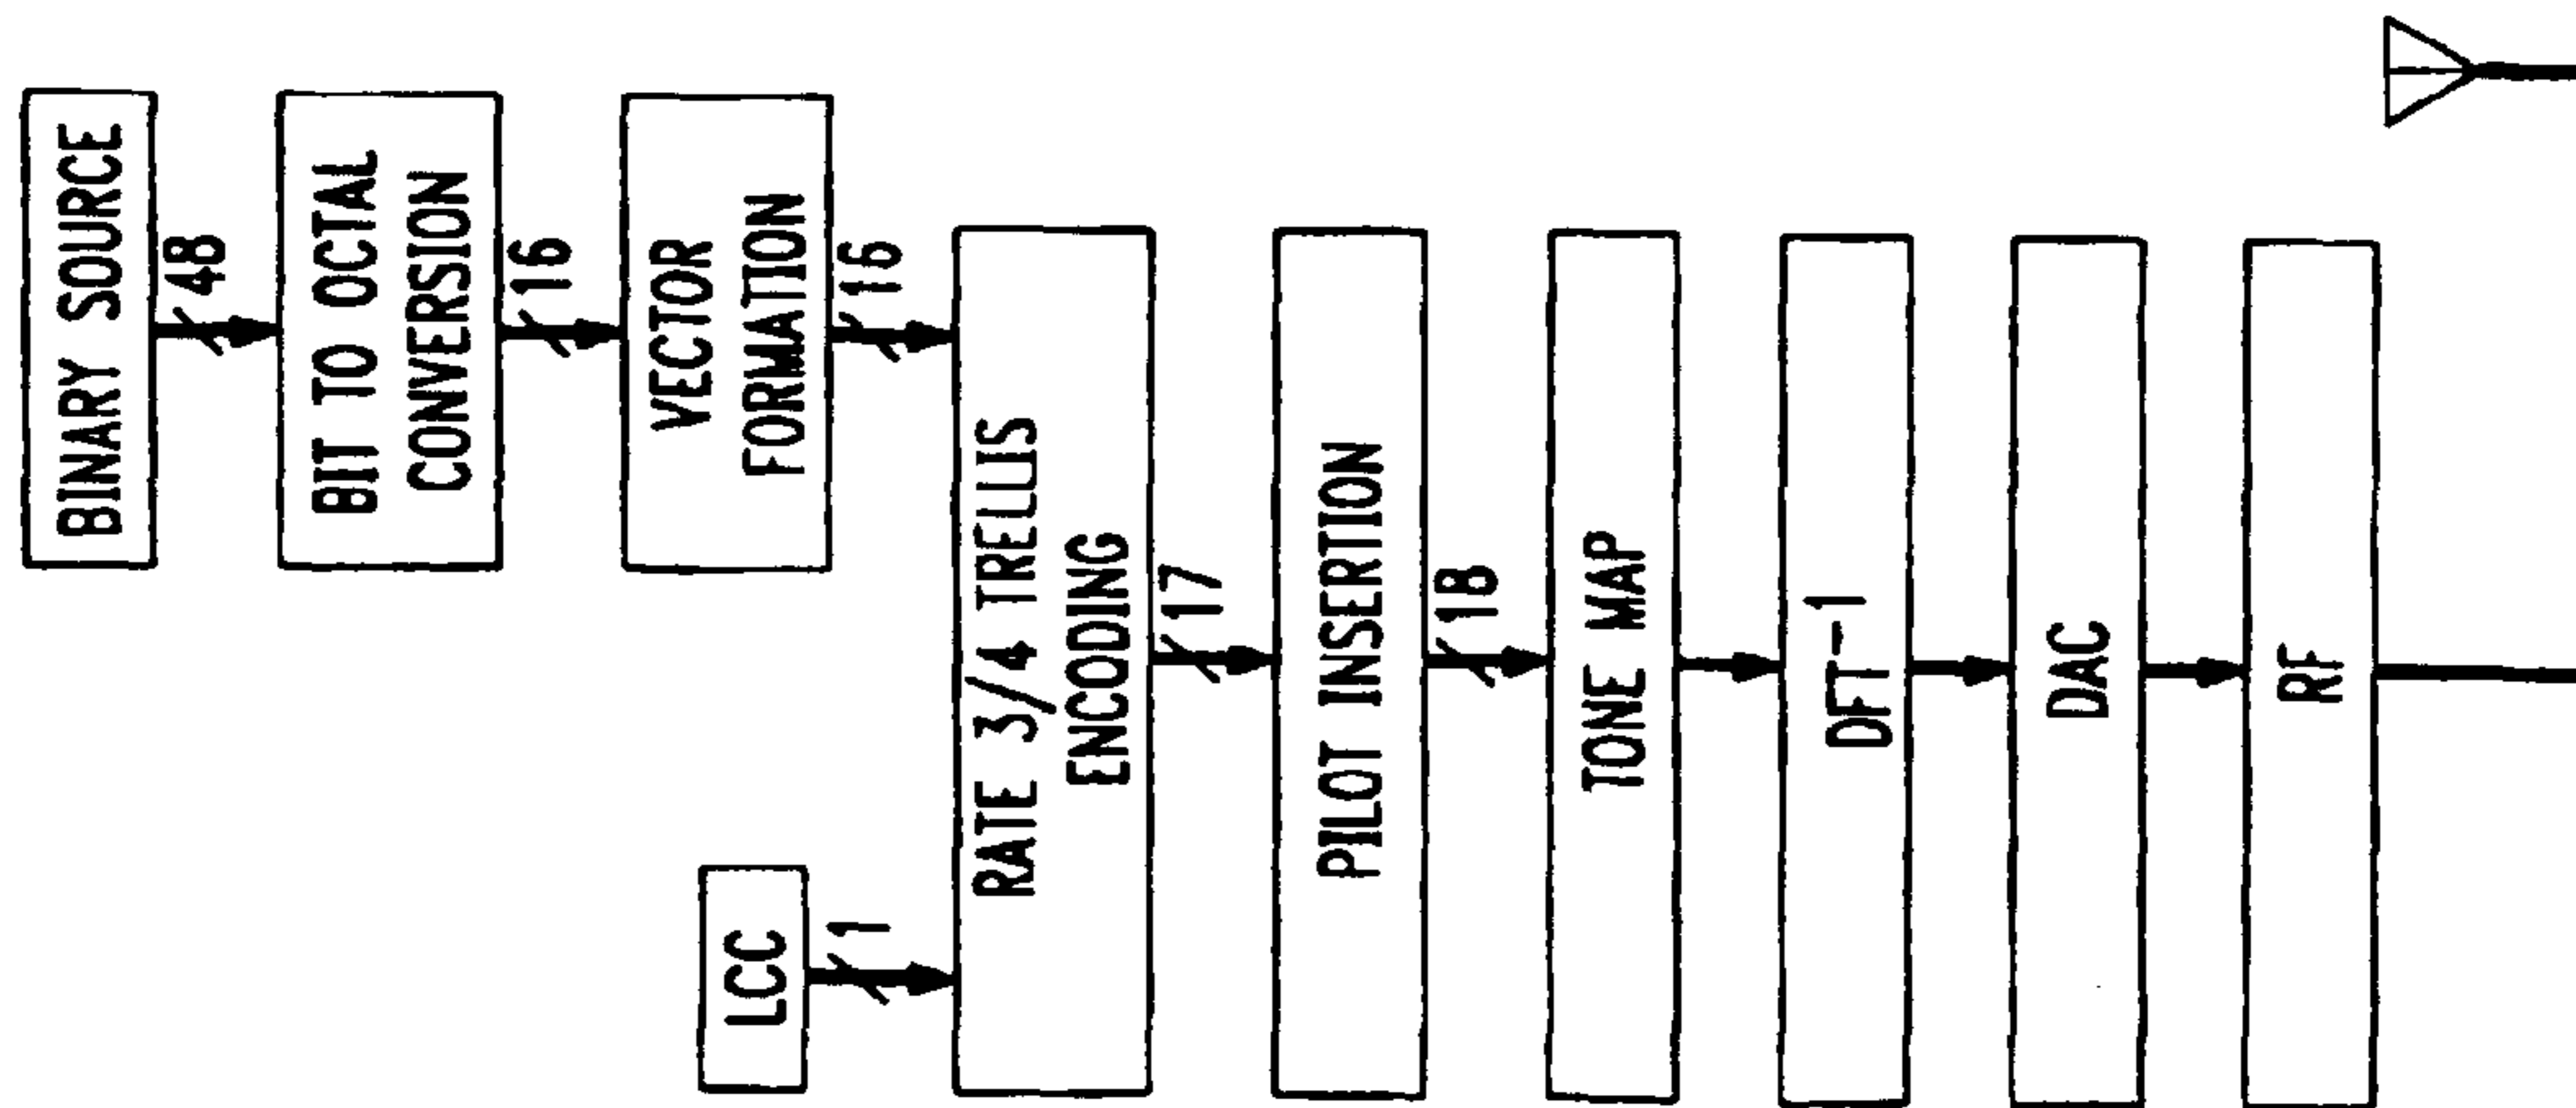 BINARY SOURCE
48
BIT TO OCTAL
CONVERSION
16
VECTOR
FORMATION
16
LCC
1
RATE 3/4 TRELLIS
ENCODING
17
PILOT INSERTION
18
TONE MAP
DFT⁻¹
DAC
RF